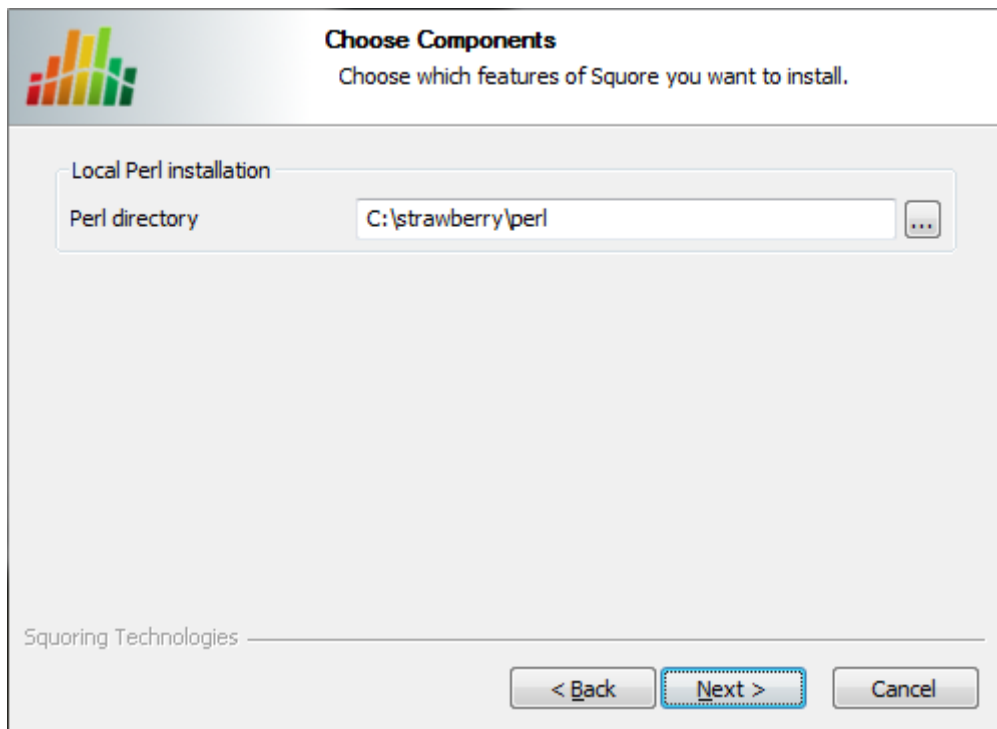 Choose Components
Choose which features of Squore you want to install.
Local Perl installation
Perl directory
C:\strawberry\perl
...
Squoring Technologies
< Back
Next >
Cancel